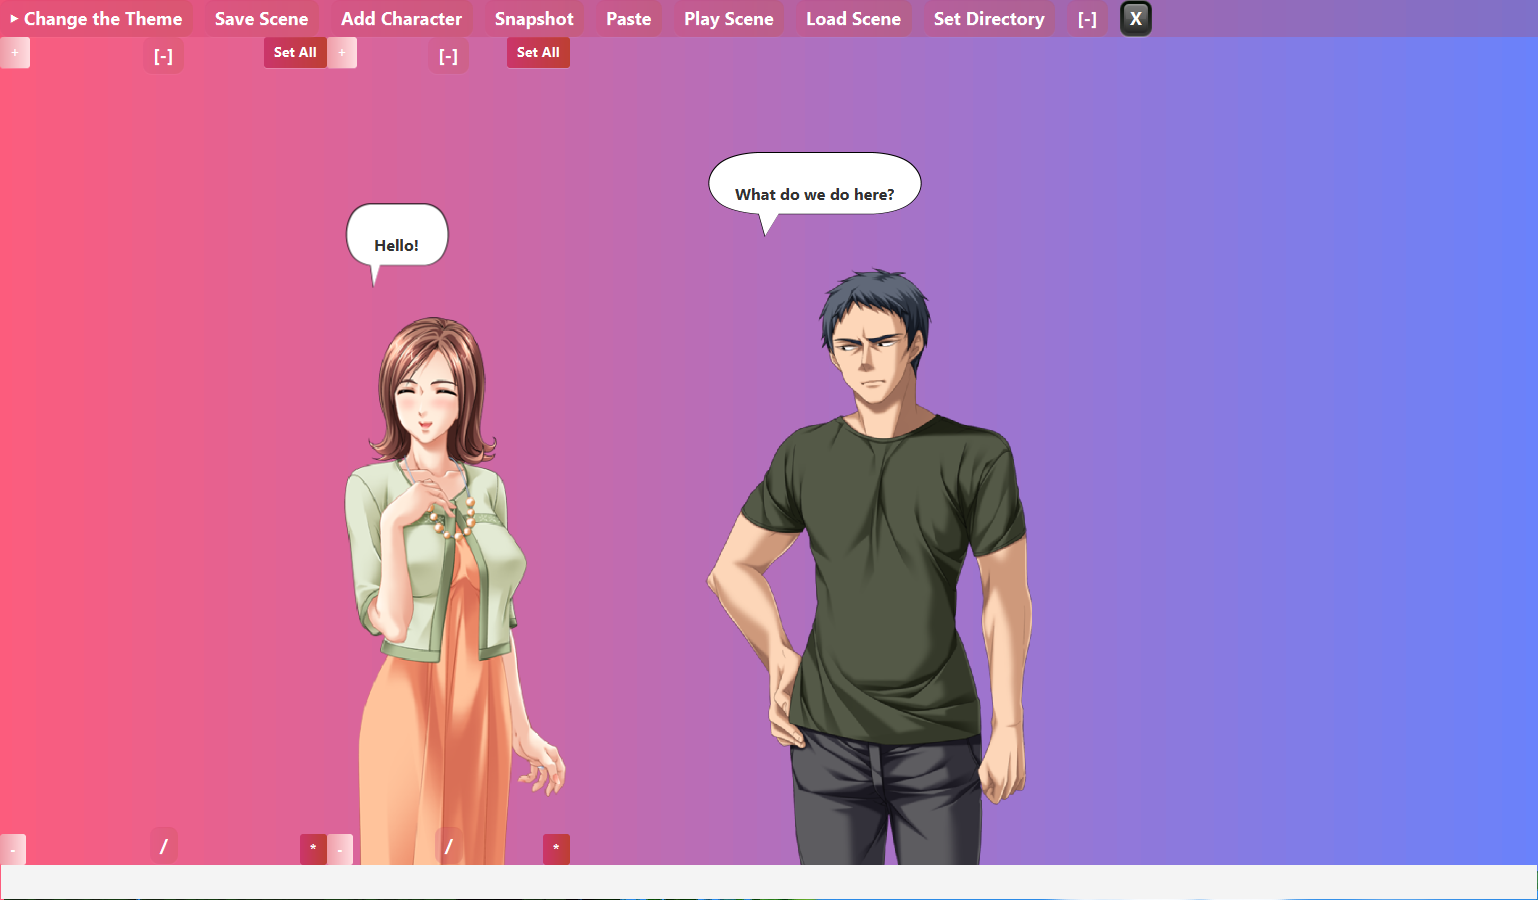 ▸ Change the Theme Save Scene Add Character Snapshot Paste Play Scene Load Scene Set Directory [-] X
+ [-] Set All + [-] Set All
What do we do here?
Hello!
- / * - / *